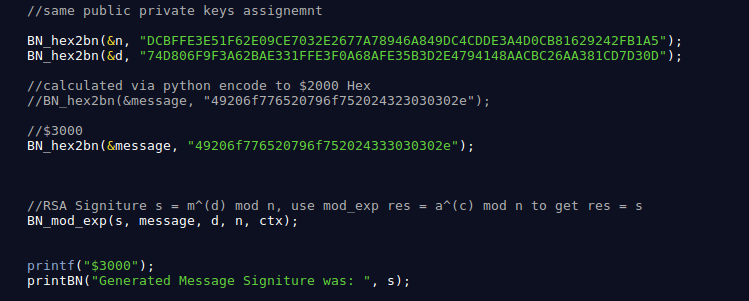 //same public private keys assignemnt
BN_hex2bn(&n, "DCBFFE3E51F62E09CE7032E2677A78946A849DC4CDDE3A4D0CB81629242FB1A5");
BN_hex2bn(&d, "74D806F9F3A62BAE331FFE3F0A68AFE35B3D2E4794148AACBC26AA381CD7D30D");
//calculated via python encode to $2000 Hex
//BN_hex2bn(&message, "49206f776520796f752024323030302e");
//$3000
BN_hex2bn(&message, "49206f776520796f752024333030302e");
//RSA Signiture s = m^(d) mod n, use mod_exp res = a^(c) mod n to get res = s
BN_mod_exp(s, message, d, n, ctx);
printf("$3000");
printBN("Generated Message Signiture was: ", s);